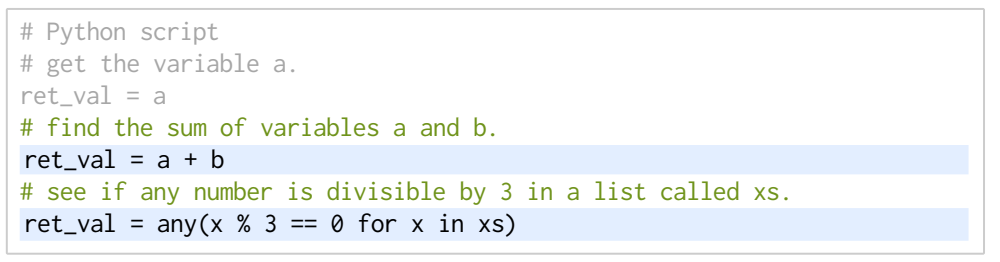 # Python script
# get the variable a.
ret_val = a
# find the sum of variables a and b.
ret_val = a + b
# see if any number is divisible by 3 in a list called xs.
ret_val = any(x % 3 == 0 for x in xs)